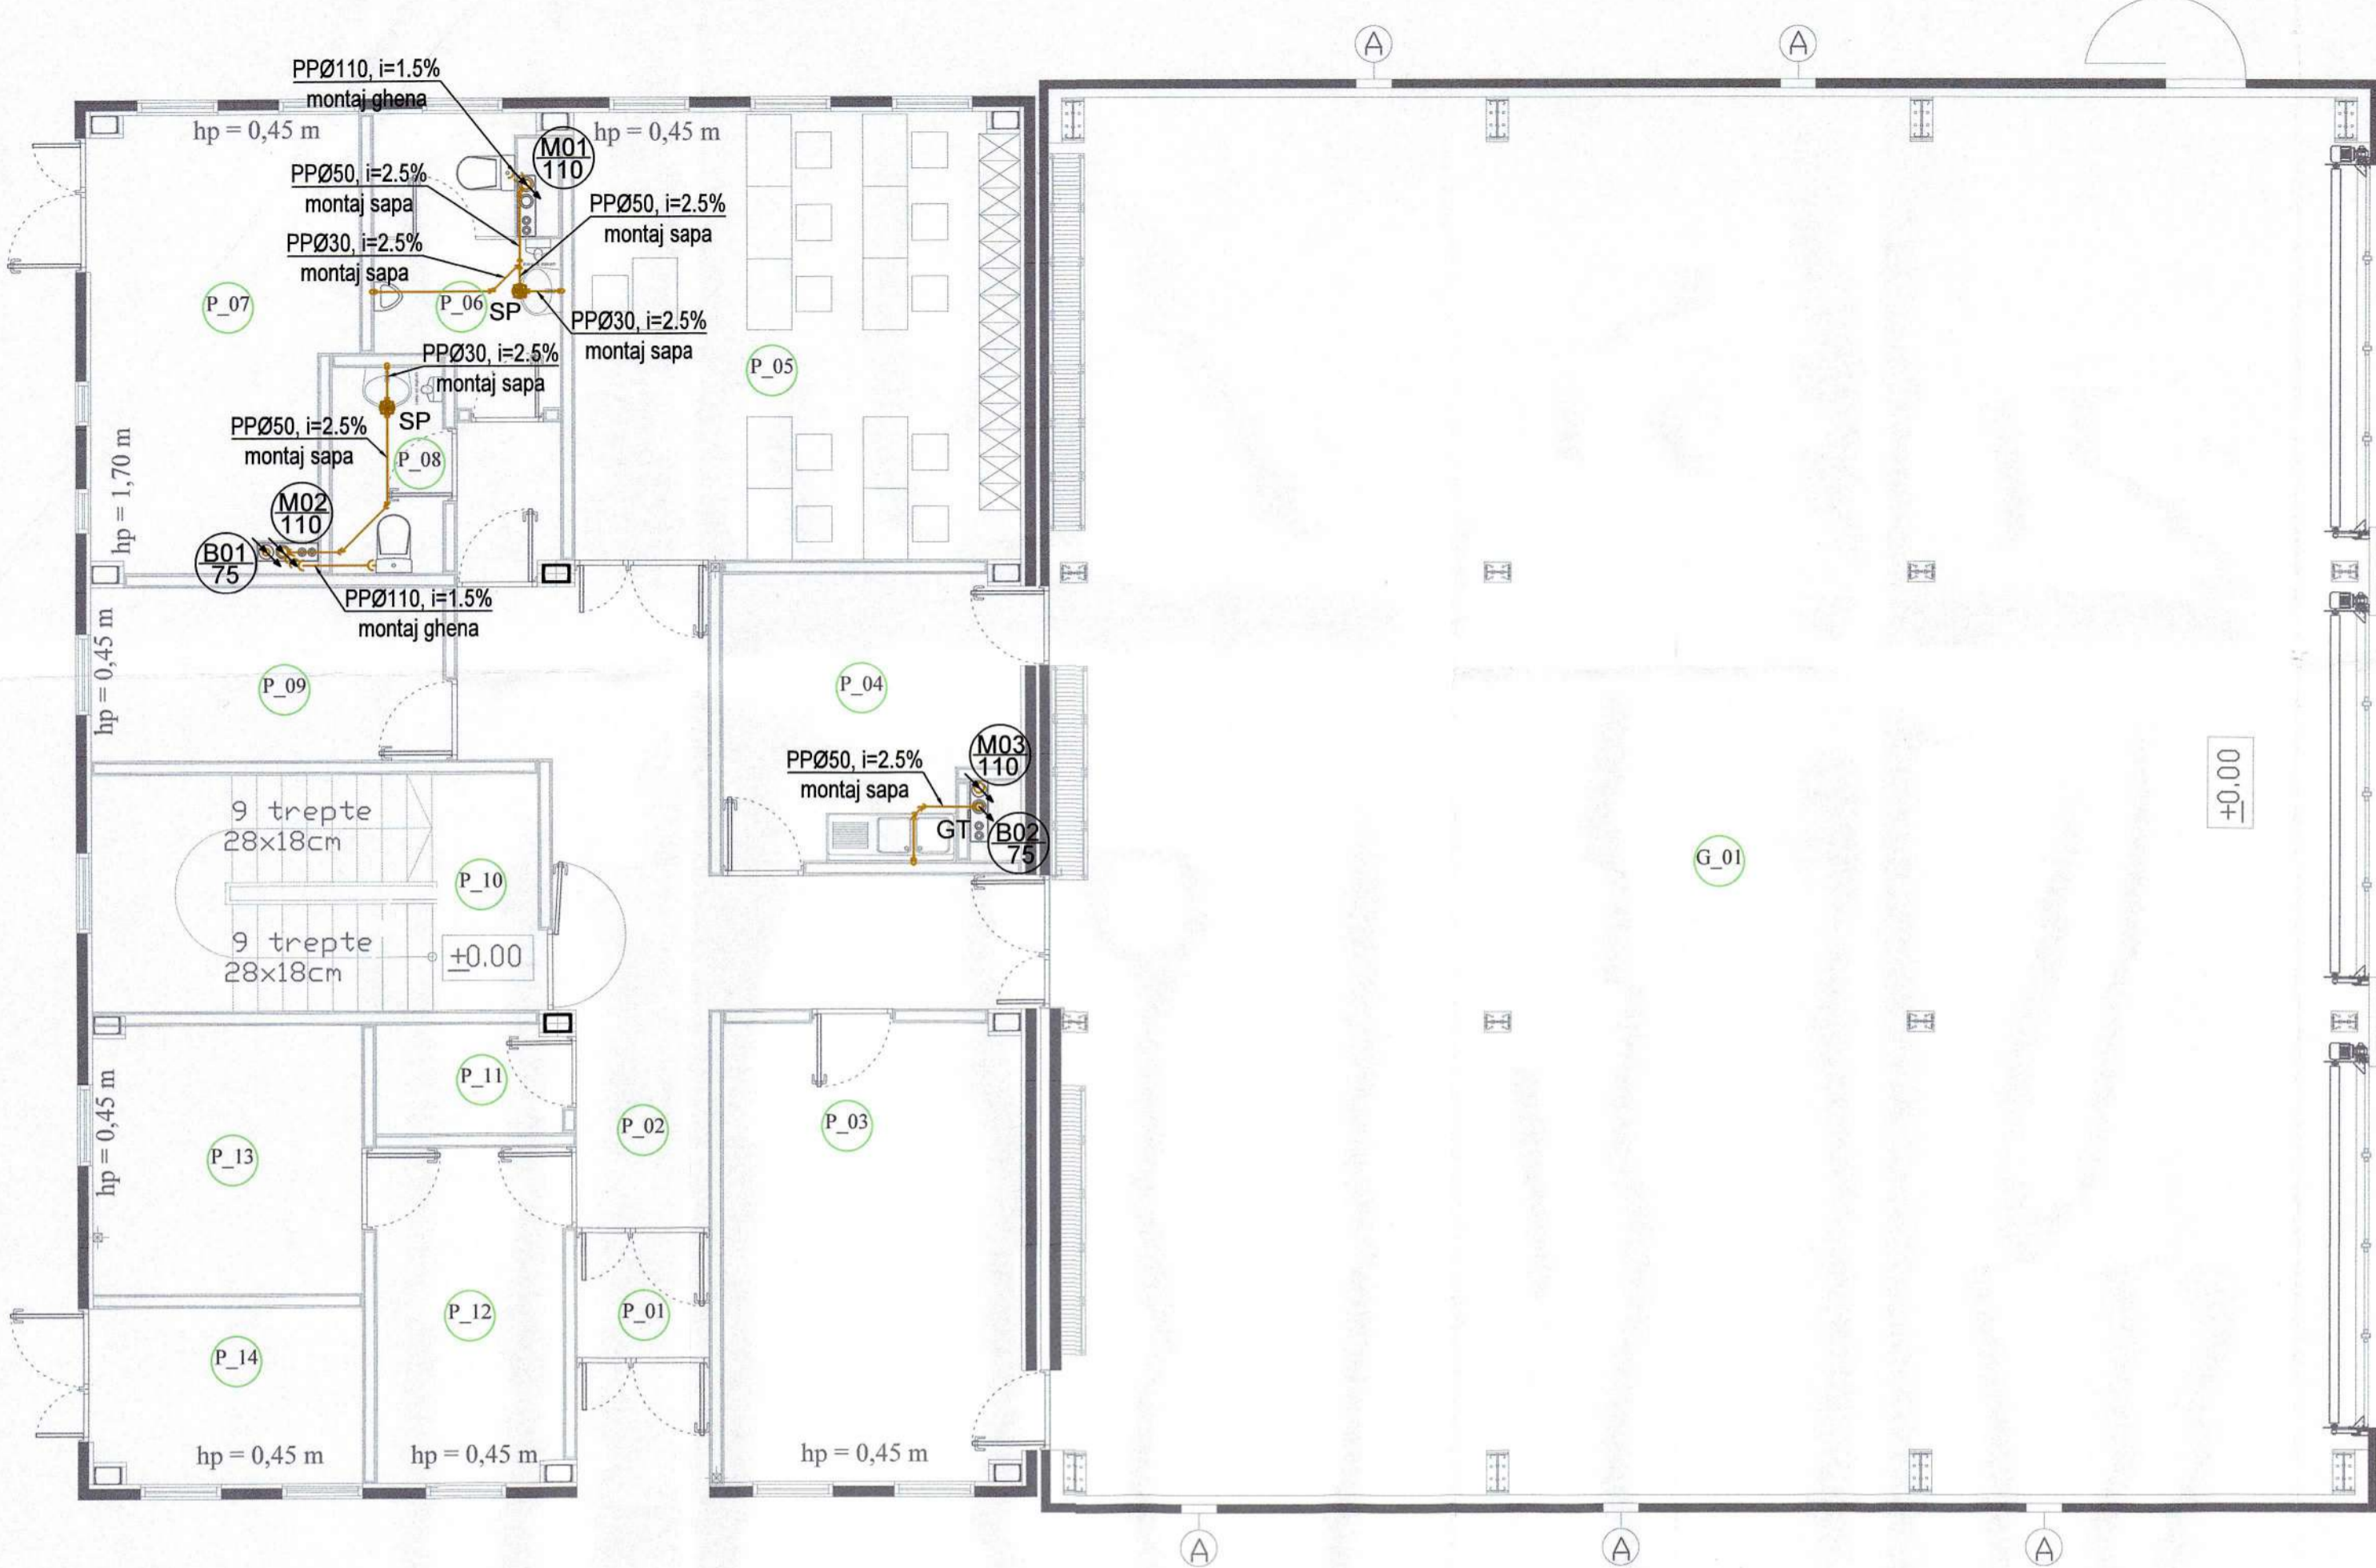 A
A
PPØ110, i=1.5%
montaj ghena
hp = 0,45 m
hp = 0,45 m
M01
110
PPØ50, i=2.5%
montaj sapa
PPØ50, i=2.5%
montaj sapa
PPØ30, i=2.5%
montaj sapa
P_07
P_06
SP
PPØ30, i=2.5%
montaj sapa
PPØ30, i=2.5%
montaj sapa
P_05
SP
PPØ50, i=2.5%
montaj sapa
P_08
hp = 1,70 m
M02
110
B01
75
PPØ110, i=1.5%
montaj ghena
hp = 0,45 m
P_09
P_04
M03
110
PPØ50, i=2.5%
montaj sapa
GT
B02
75
±0.00
G_01
9 trepte
28x18cm
P_10
9 trepte
28x18cm
±0.00
P_11
hp = 0,45 m
P_02
P_03
P_13
P_12
P_01
P_14
hp = 0,45 m
hp = 0,45 m
hp = 0,45 m
A
A
A